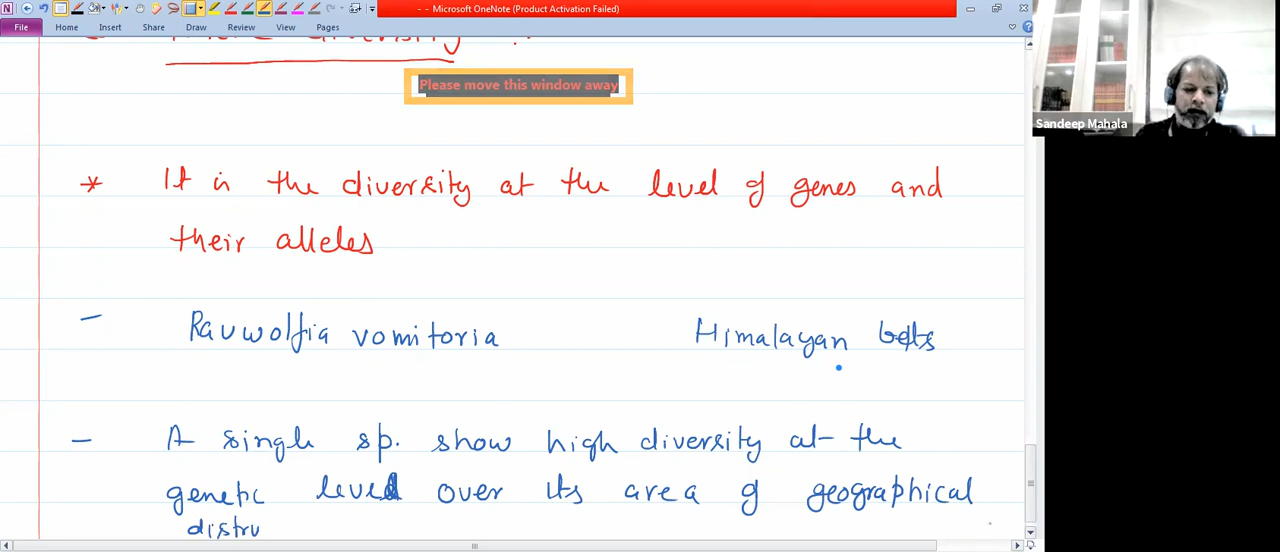 - - Microsoft OneNote (Product Activation Failed)
File Home Insert Share Draw Review View Pages
diversity
Please move this window away
Sandeep Mahala
* It is the diversity at the level of genes and
their alleles
- Rauwolfia vomitoria Himalayan
- A single sp. show high diversity at the
genetic level over its area of geographical
distru